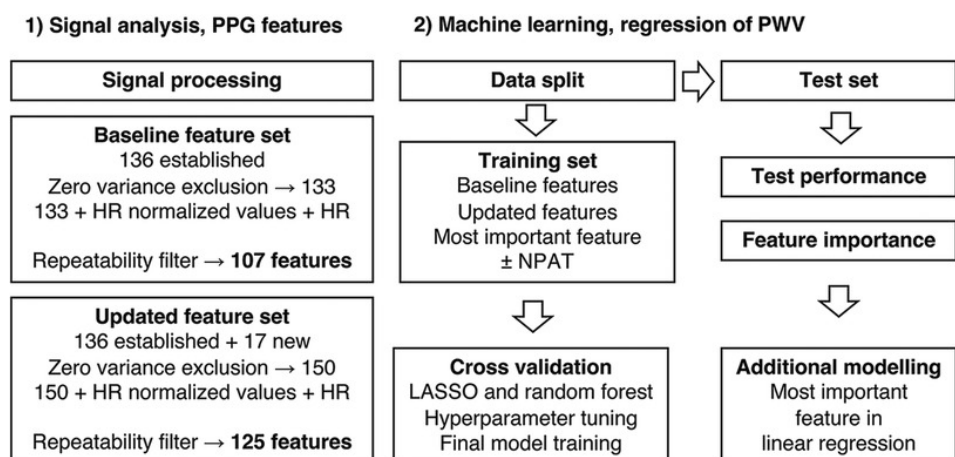 1) Signal analysis, PPG features
Signal processing
Baseline feature set
136 established
Zero variance exclusion → 133
133 + HR normalized values + HR
Repeatability filter → 107 features
Updated feature set
136 established + 17 new
Zero variance exclusion → 150
150 + HR normalized values + HR
Repeatability filter → 125 features
2) Machine learning, regression of PWV
Data split
Training set
Baseline features
Updated features
Most important feature
± NPAT
Cross validation
LASSO and random forest
Hyperparameter tuning
Final model training
Test set
Test performance
Feature importance
Additional modelling
Most important
feature in
linear regression